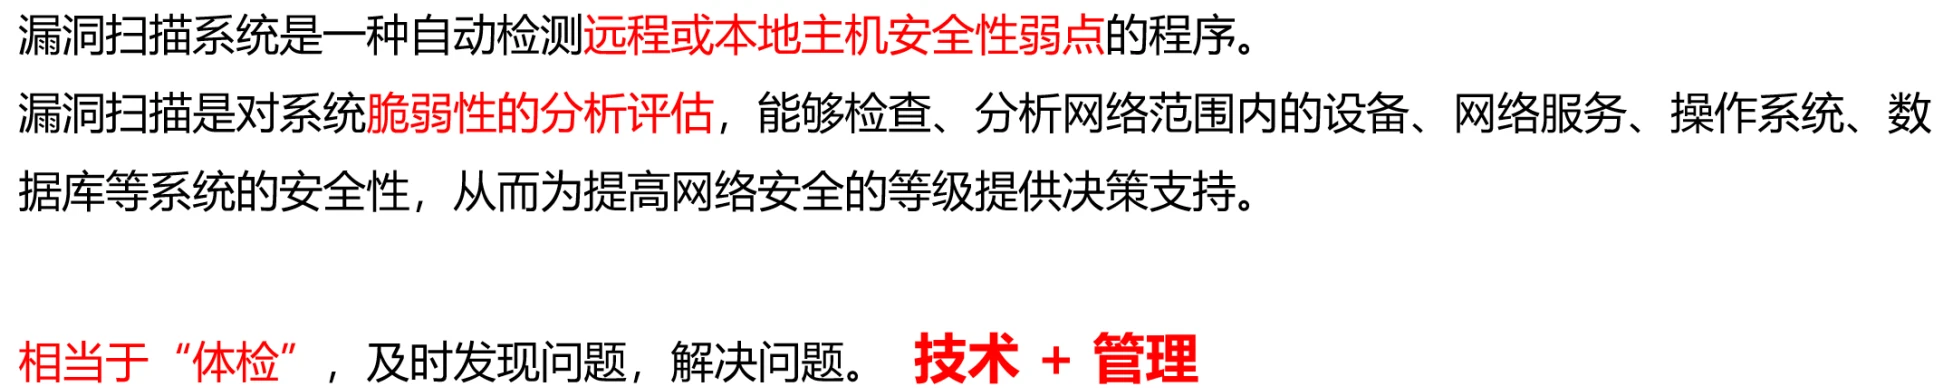 漏洞扫描系统是一种自动检测远程或本地主机安全性弱点的程序。
漏洞扫描是对系统脆弱性的分析评估，能够检查、分析网络范围内的设备、网络服务、操作系统、数
据库等系统的安全性，从而为提高网络安全的等级提供决策支持。
相当于“体检”，及时发现问题，解决问题。 技术 + 管理